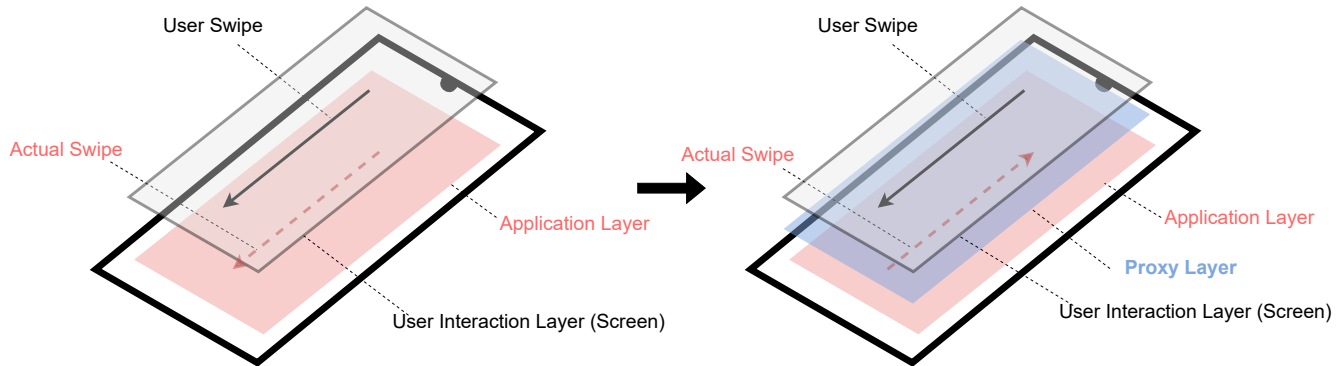 User Swipe
Actual Swipe
Application Layer
User Interaction Layer (Screen)
User Swipe
Actual Swipe
Application Layer
Proxy Layer
User Interaction Layer (Screen)